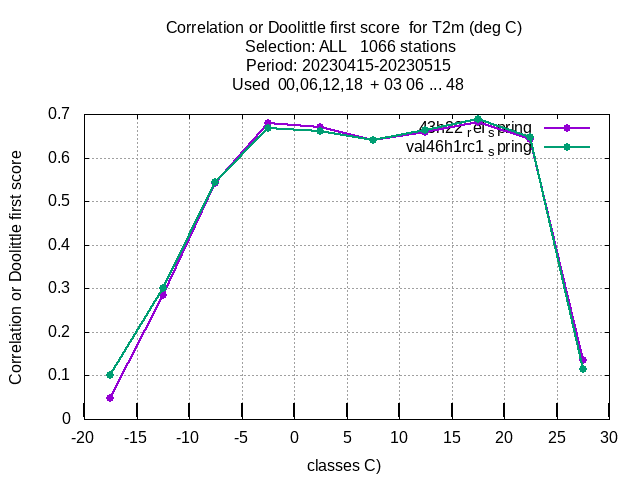 Correlation or Doolittle first score for T2m (deg C)
Selection: ALL 1066 stations
Period: 20230415-20230515
Used 00,06,12,18 + 03 06 ... 48
0.7
0.6
0.5
0.4
0.3
0.2
0.1
0
Correlation or Doolittle first score
43h22_rel_spring
val46h1rc1_spring
-20 -15 -10 -5 0 5 10 15 20 25 30
classes C)